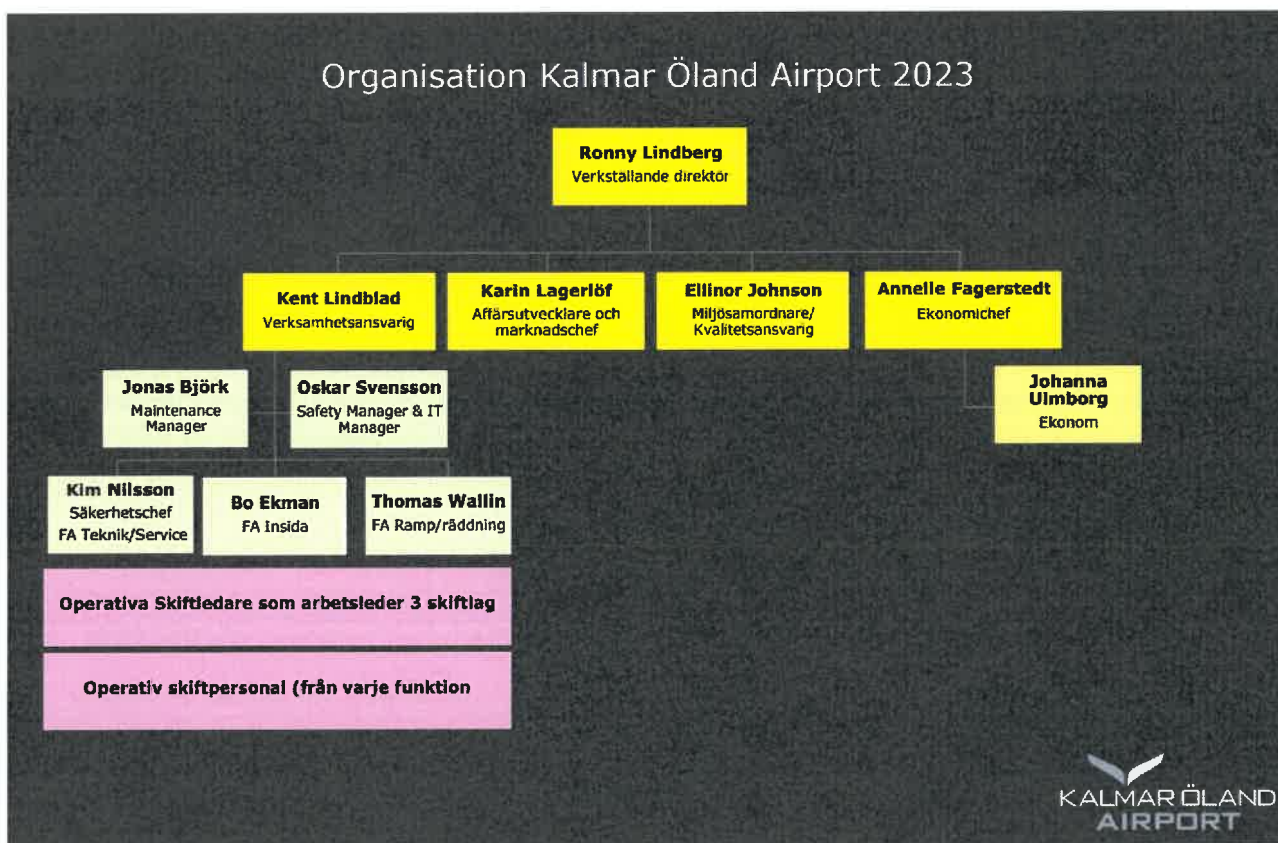 Organisation Kalmar Öland Airport 2023
Ronny Lindberg
Verkställande direktör
Kent Lindblad
Verksamhetsansvarig
Karin Lagerlöf
Affärsutvecklare och
marknadschef
Ellinor Johnson
Miljösamordnare/
Kvalitetsansvarig
Annelie Fagerstedt
Ekonomichef
Jonas Björk
Maintenance
Manager
Oskar Svensson
Safety Manager & IT
Manager
Johanna
Ulmborg
Ekonom
Kim Nilsson
Säkerhetschef
FA Teknik/Service
Bo Ekman
FA Insida
Thomas Wallin
FA Ramp/räddning
Operativa Skiftledare som arbetsleder 3 skiftlag
Operativ skiftpersonal (från varje funktion
KALMAR ÖLAND
AIRPORT